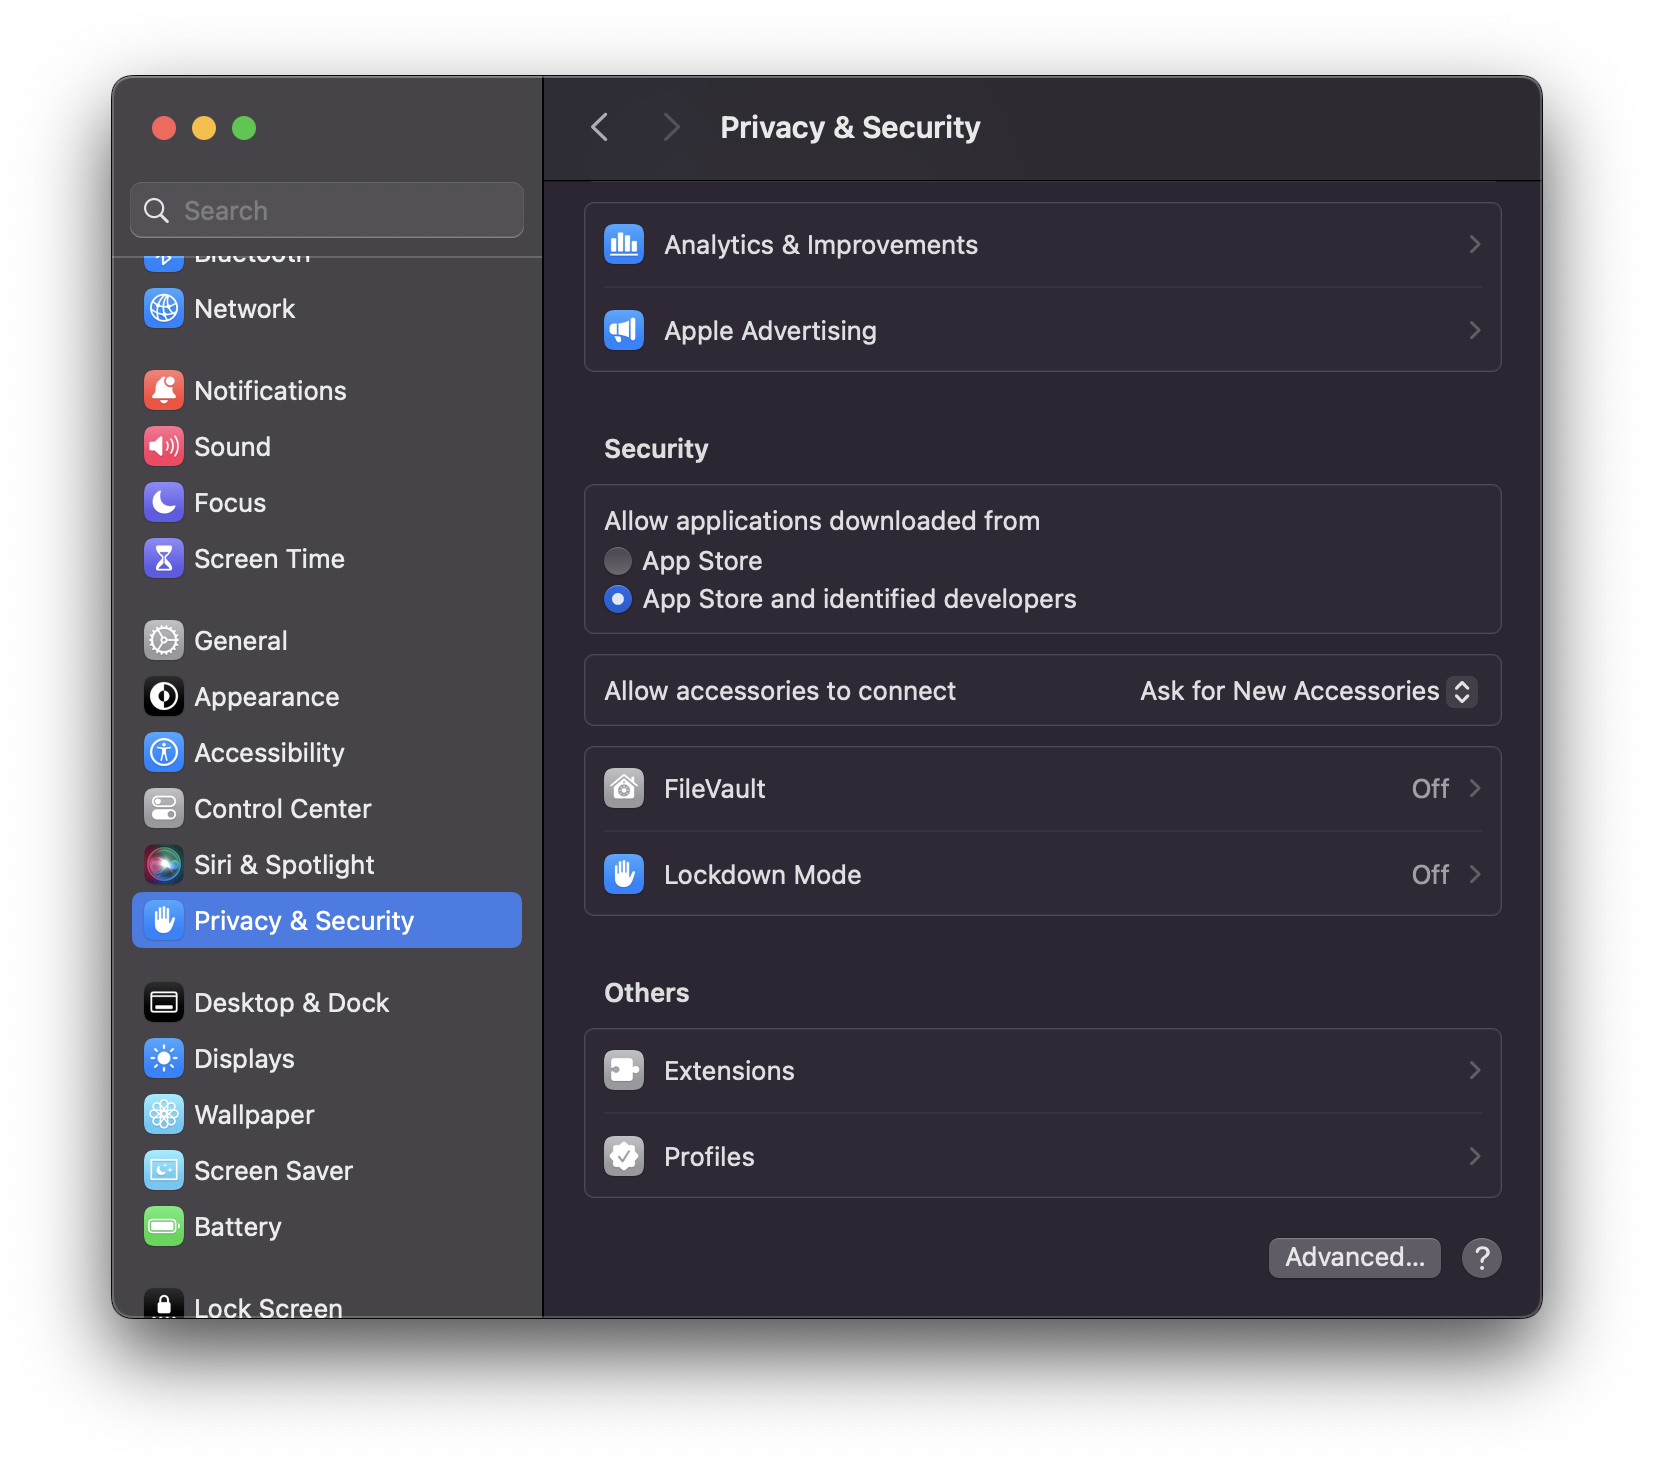 Search
Bluetooth
Network
Notifications
Sound
Focus
Screen Time
General
Appearance
Accessibility
Control Center
Siri & Spotlight
Privacy & Security
Desktop & Dock
Displays
Wallpaper
Screen Saver
Battery
Lock Screen
Privacy & Security
Analytics & Improvements
Apple Advertising
Security
Allow applications downloaded from
App Store
App Store and identified developers
Allow accessories to connect Ask for New Accessories
FileVault Off
Lockdown Mode Off
Others
Extensions
Profiles
Advanced... ?